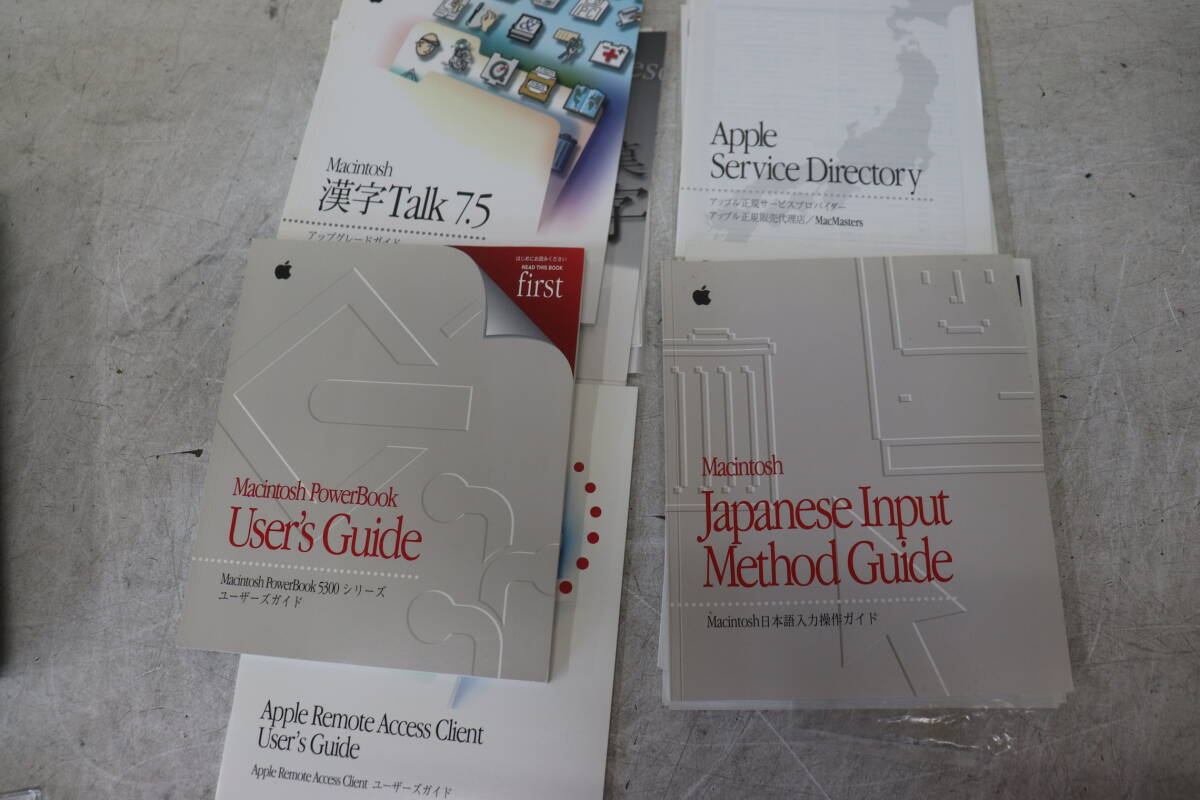 Macintosh
漢字Talk 7.5
アップグレードガイド
漢
字
Apple
Service Directory
アップル正規サービスプロバイダー
アップル正規販売代理店/MacMasters
はじめにお読みください
READ THIS BOOK
first
Macintosh PowerBook
User's Guide
Macintosh PowerBook 5300 シリーズ
ユーザーズガイド
Macintosh
Japanese Input
Method Guide
Macintosh日本語入力操作ガイド
Apple Remote Access Client
User's Guide
Apple Remote Access Client ユーザーズガイド